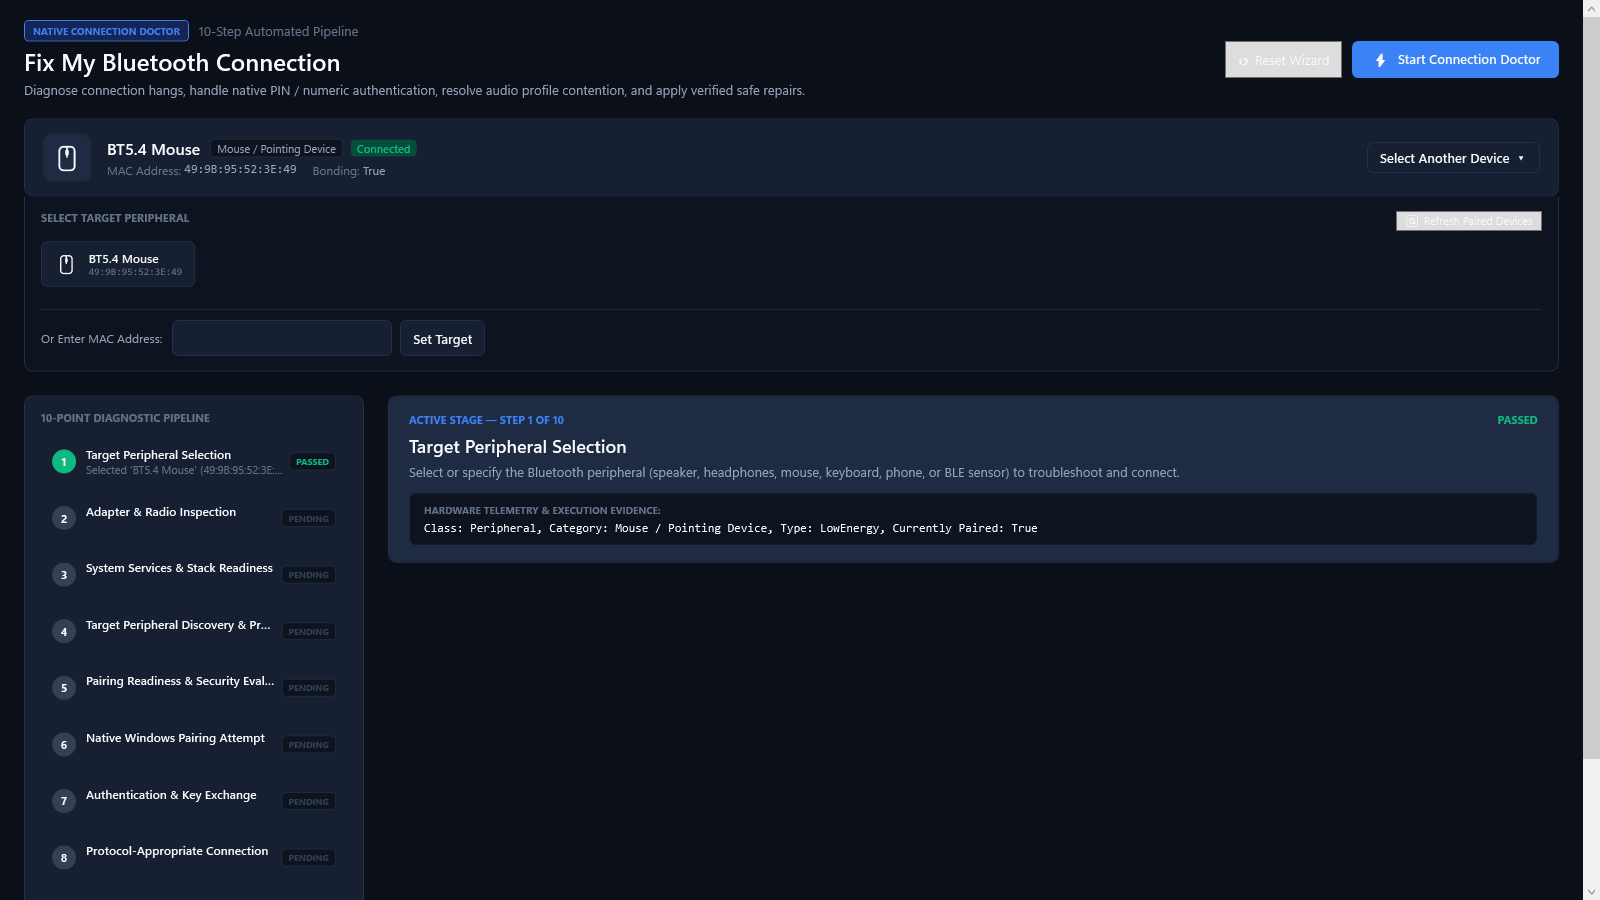 NATIVE CONNECTION DOCTOR 10-Step Automated Pipeline
Fix My Bluetooth Connection
Diagnose connection hangs, handle native PIN / numeric authentication, resolve audio profile contention, and apply verified safe repairs.
↺ Reset Wizard
Start Connection Doctor
BT5.4 Mouse Mouse / Pointing Device Connected
MAC Address: 49:9B:95:52:3E:49 Bonding: True
Select Another Device ▾
SELECT TARGET PERIPHERAL
Refresh Paired Devices
BT5.4 Mouse
49:9B:95:52:3E:49
Or Enter MAC Address:
Set Target
10-POINT DIAGNOSTIC PIPELINE
1 Target Peripheral Selection
Selected 'BT5.4 Mouse' (49:9B:95:52:3E:...
PASSED
2 Adapter & Radio Inspection
PENDING
3 System Services & Stack Readiness
PENDING
4 Target Peripheral Discovery & Pr...
PENDING
5 Pairing Readiness & Security Eval...
PENDING
6 Native Windows Pairing Attempt
PENDING
7 Authentication & Key Exchange
PENDING
8 Protocol-Appropriate Connection
PENDING
ACTIVE STAGE — STEP 1 OF 10
PASSED
Target Peripheral Selection
Select or specify the Bluetooth peripheral (speaker, headphones, mouse, keyboard, phone, or BLE sensor) to troubleshoot and connect.
HARDWARE TELEMETRY & EXECUTION EVIDENCE:
Class: Peripheral, Category: Mouse / Pointing Device, Type: LowEnergy, Currently Paired: True